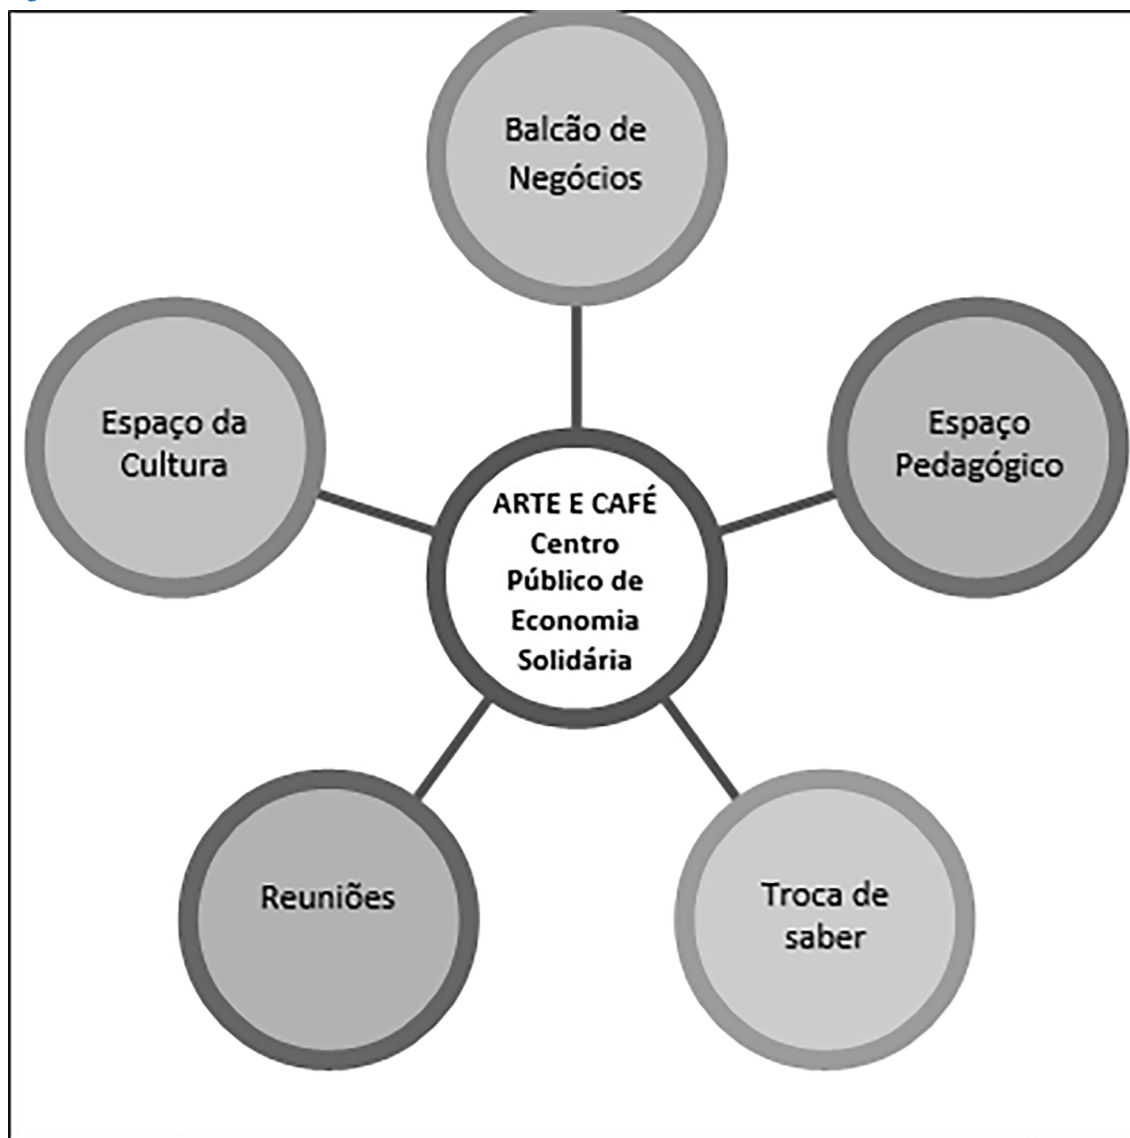 Balcão de
Negócios
Espaço da
Cultura
Espaço
Pedagógico
ARTE E CAFÉ
Centro
Público de
Economia
Solidária
Reuniões
Troca de
saber